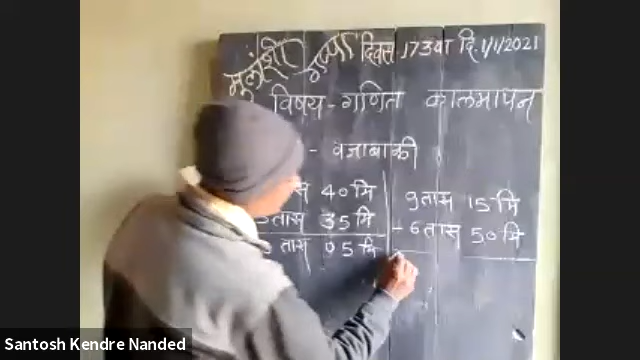 मुलांशी गप्पा दिवस
दि. 1/1/2021
विषय - गणित कालमापन
- वजाबाकी
40 मि
तास 35 मि
तास 05 मि
9 तास 15 मि
- 6 तास 50 मि
Santosh Kendre Nanded